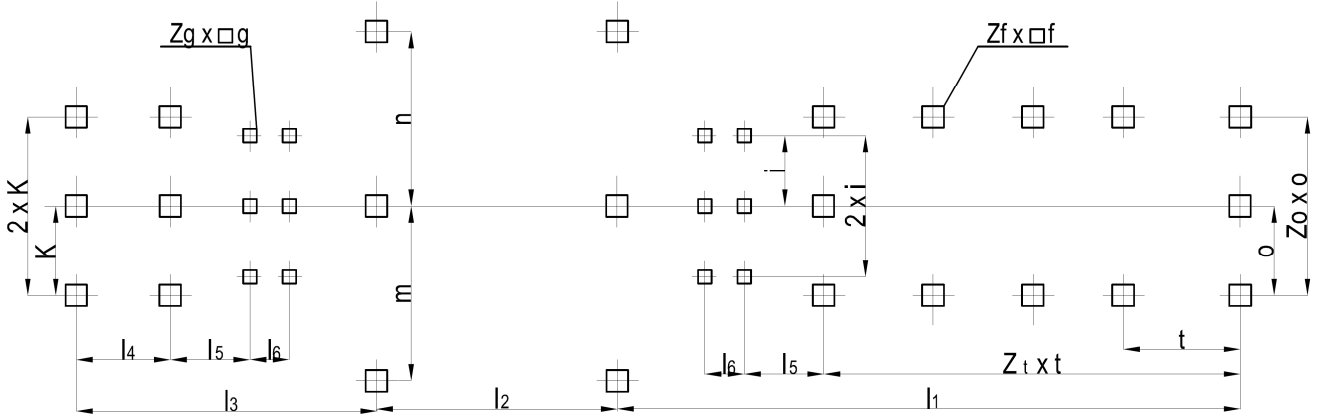 Zg x □ g
Zf x □ f
n
2 x K
K
m
i
2 x i
o
Zo x o
l4
l5
l6
l6
l5
Z t x t
t
l3
l2
l1